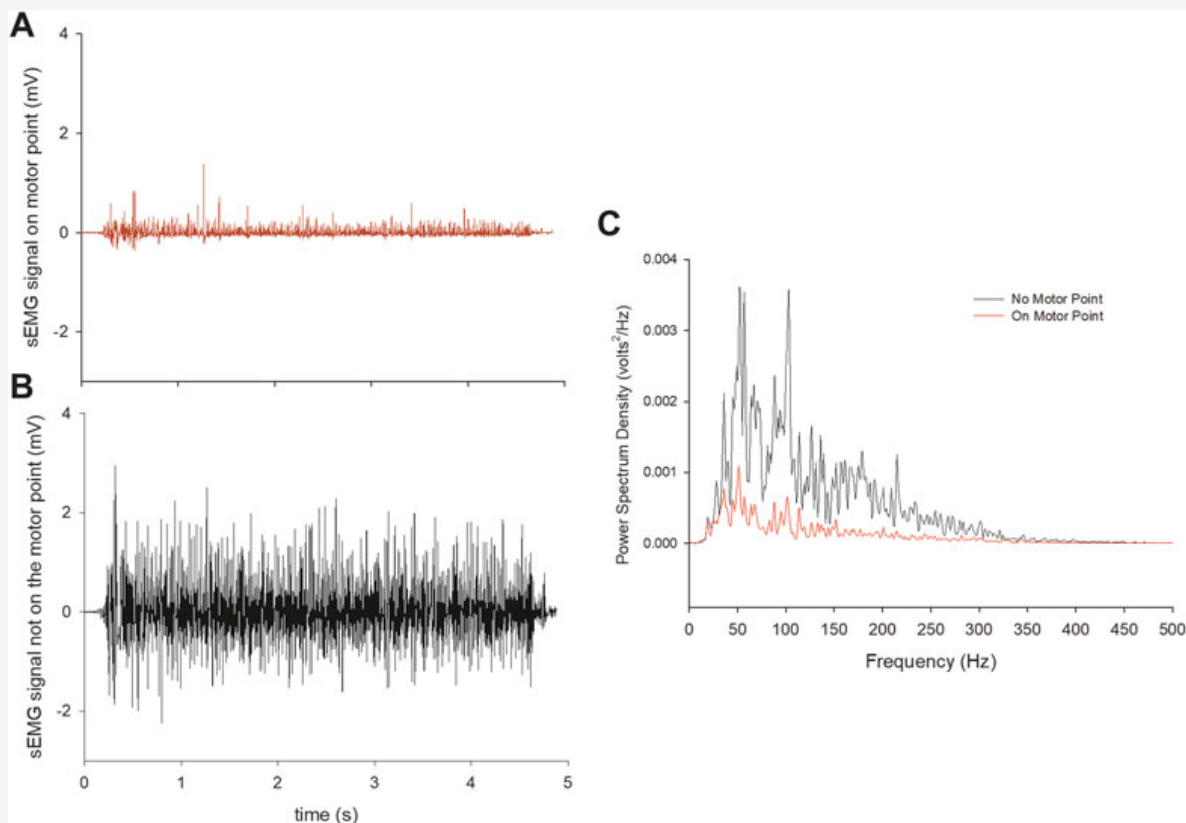 A
sEMG signal on motor point (mV)
4
2
0
-2
B
sEMG signal not on the motor point (mV)
4
2
0
-2
0 1 2 3 4 5
time (s)
C
Power Spectrum Density (volts²/Hz)
0.004
0.003
0.002
0.001
0.000
No Motor Point
On Motor Point
0 50 100 150 200 250 300 350 400 450 500
Frequency (Hz)